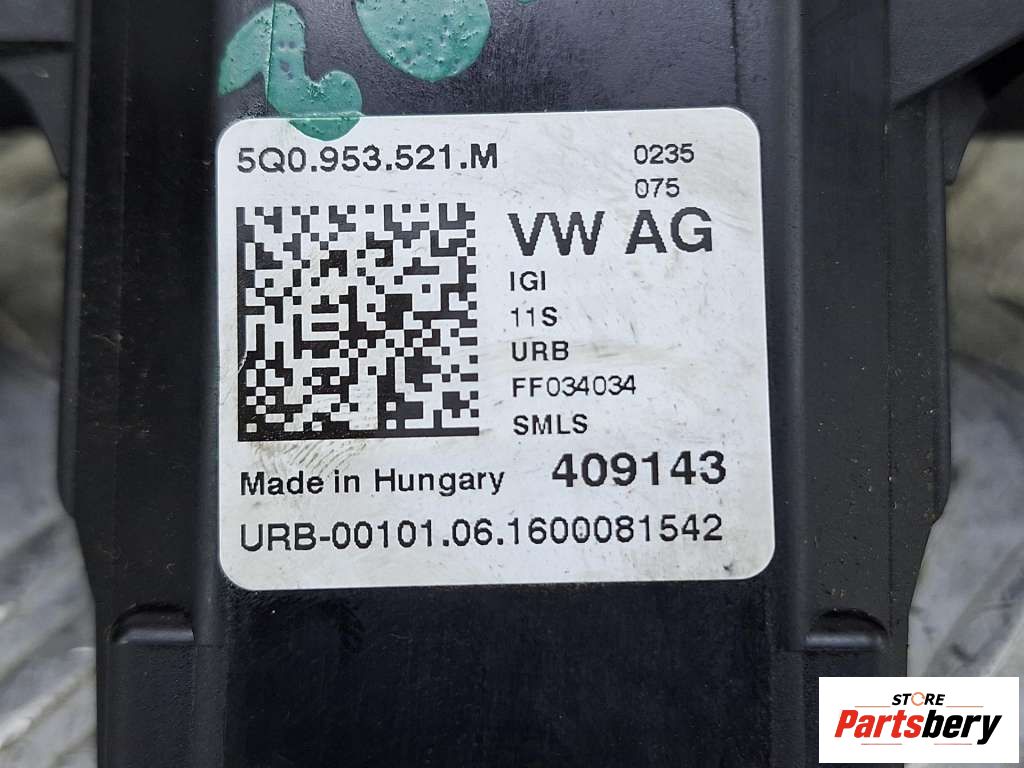 5Q0.953.521.M
0235
075
VW AG
IGI
11S
URB
FF034034
SMLS
Made in Hungary 409143
URB-00101.06.1600081542
STORE
Partsbery